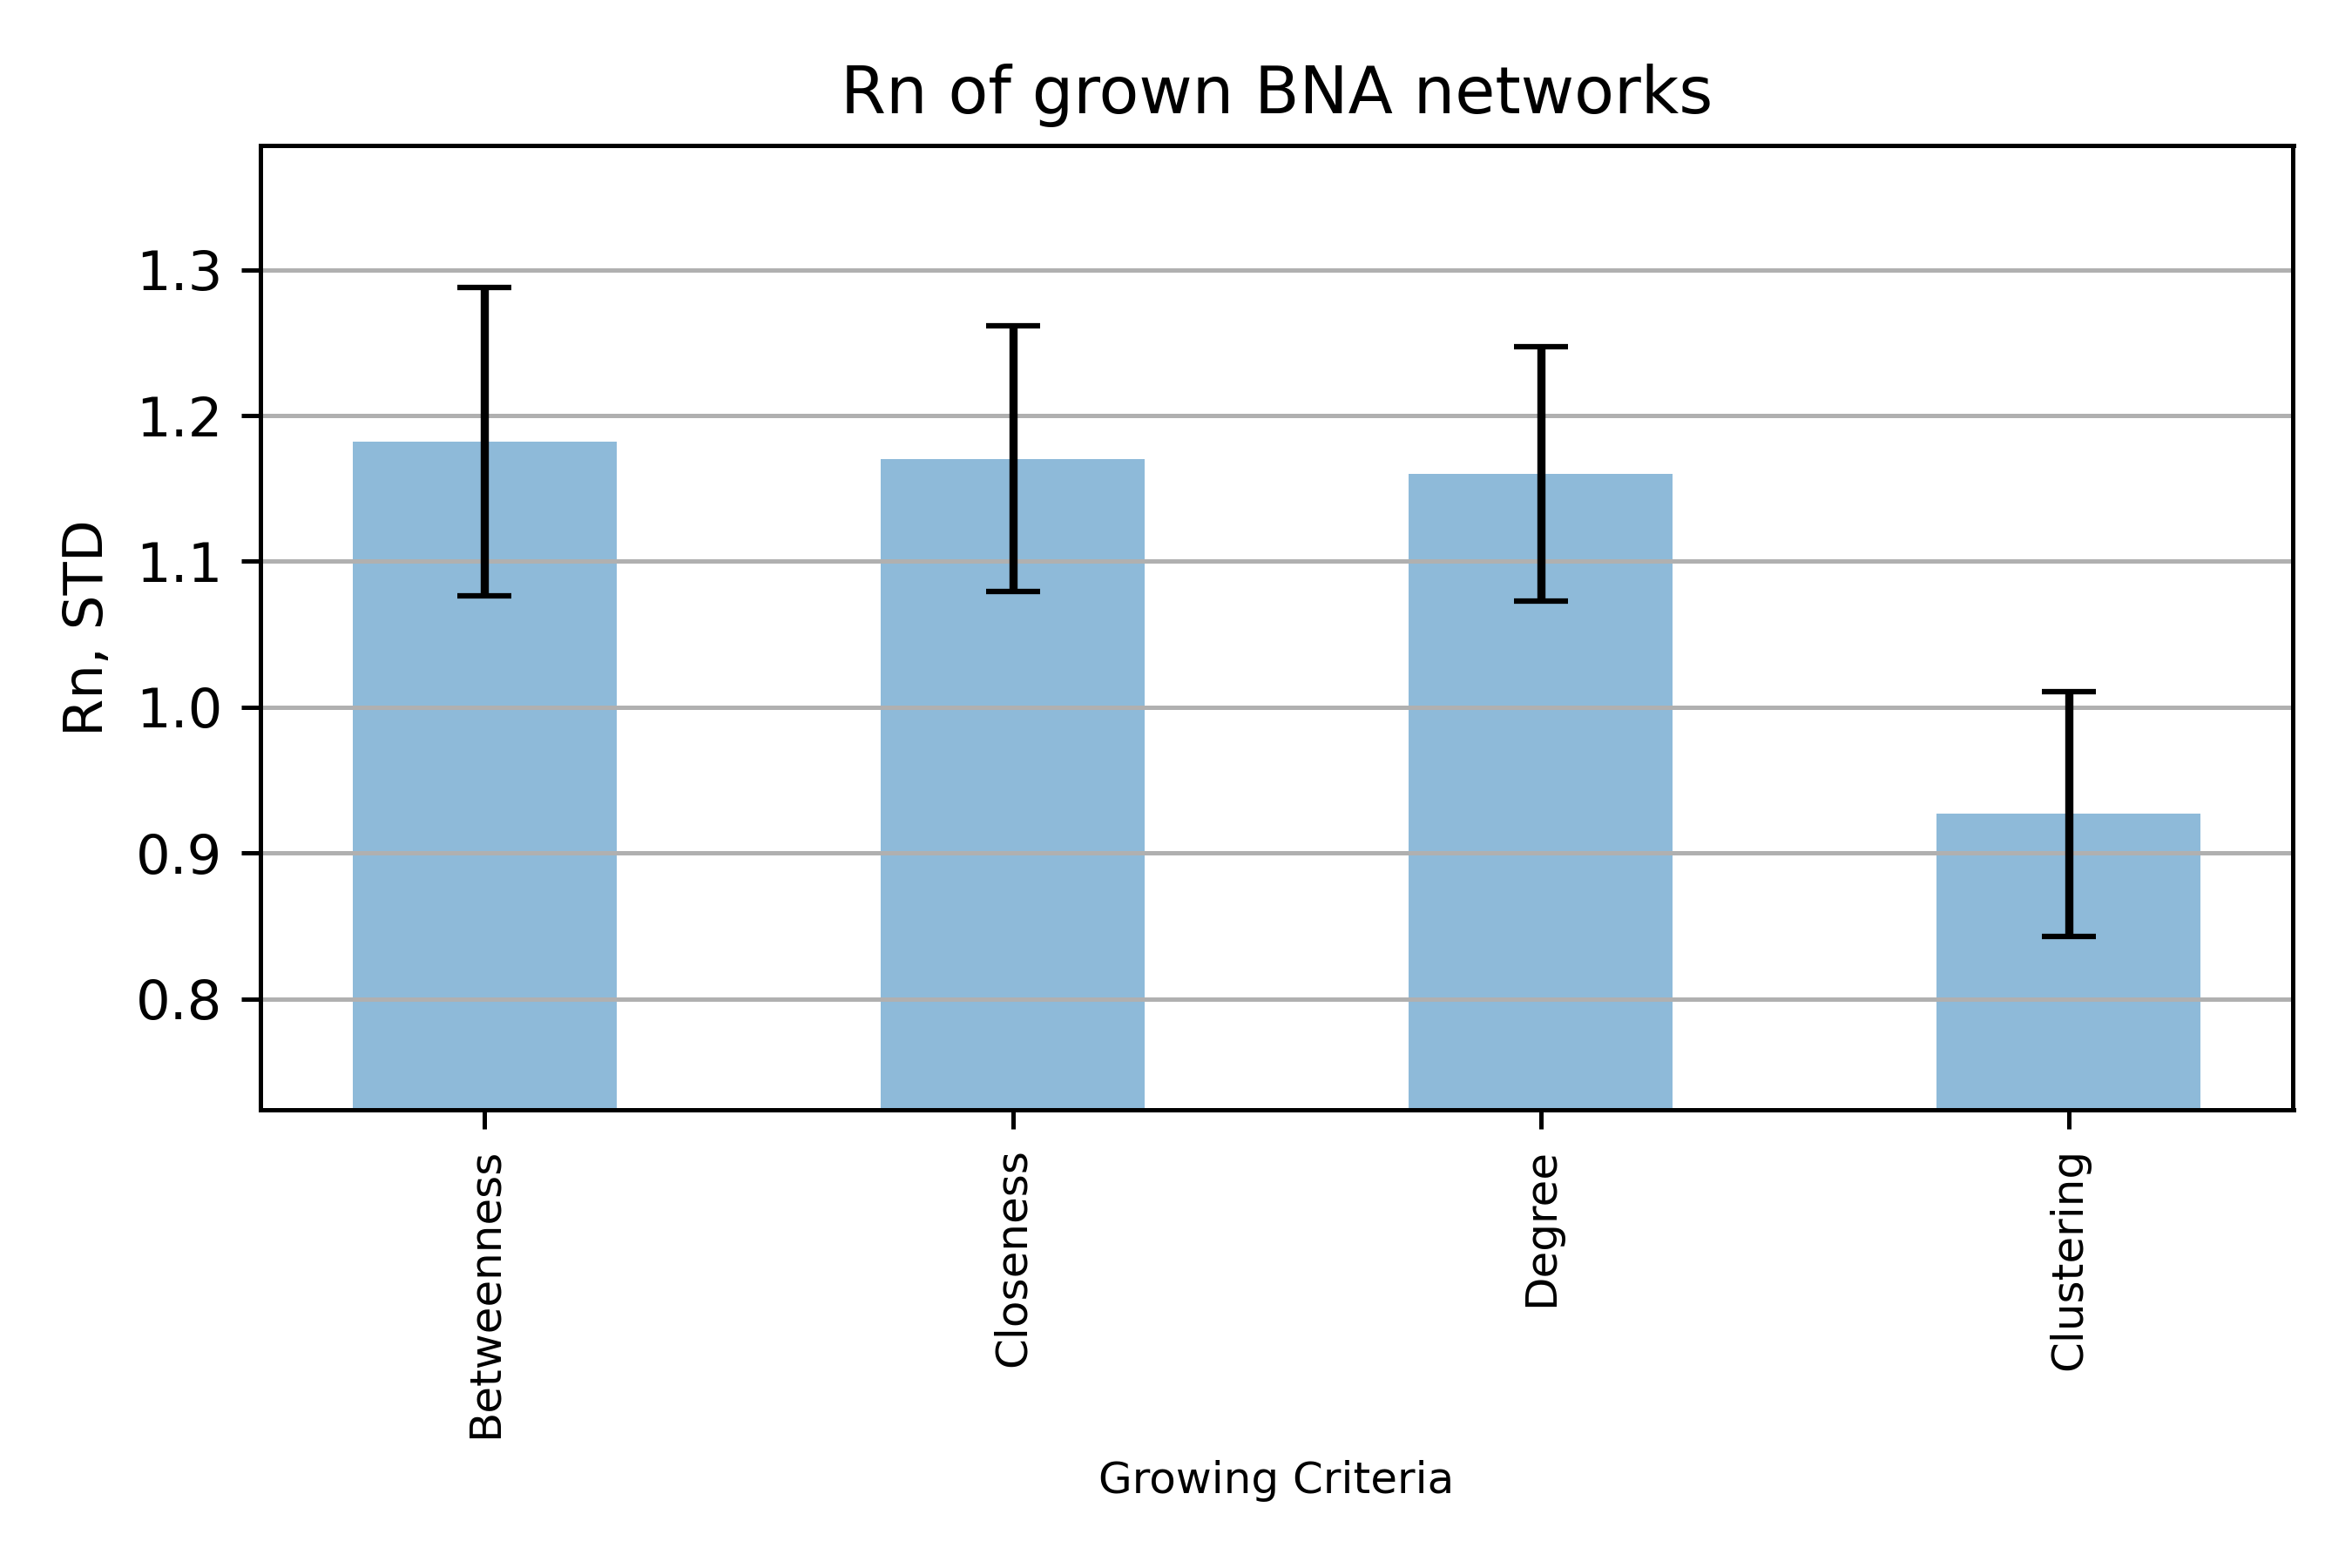 Rn of grown BNA networks
Rn, STD
1.3
1.2
1.1
1.0
0.9
0.8
Betweenness
Closeness
Degree
Clustering
Growing Criteria